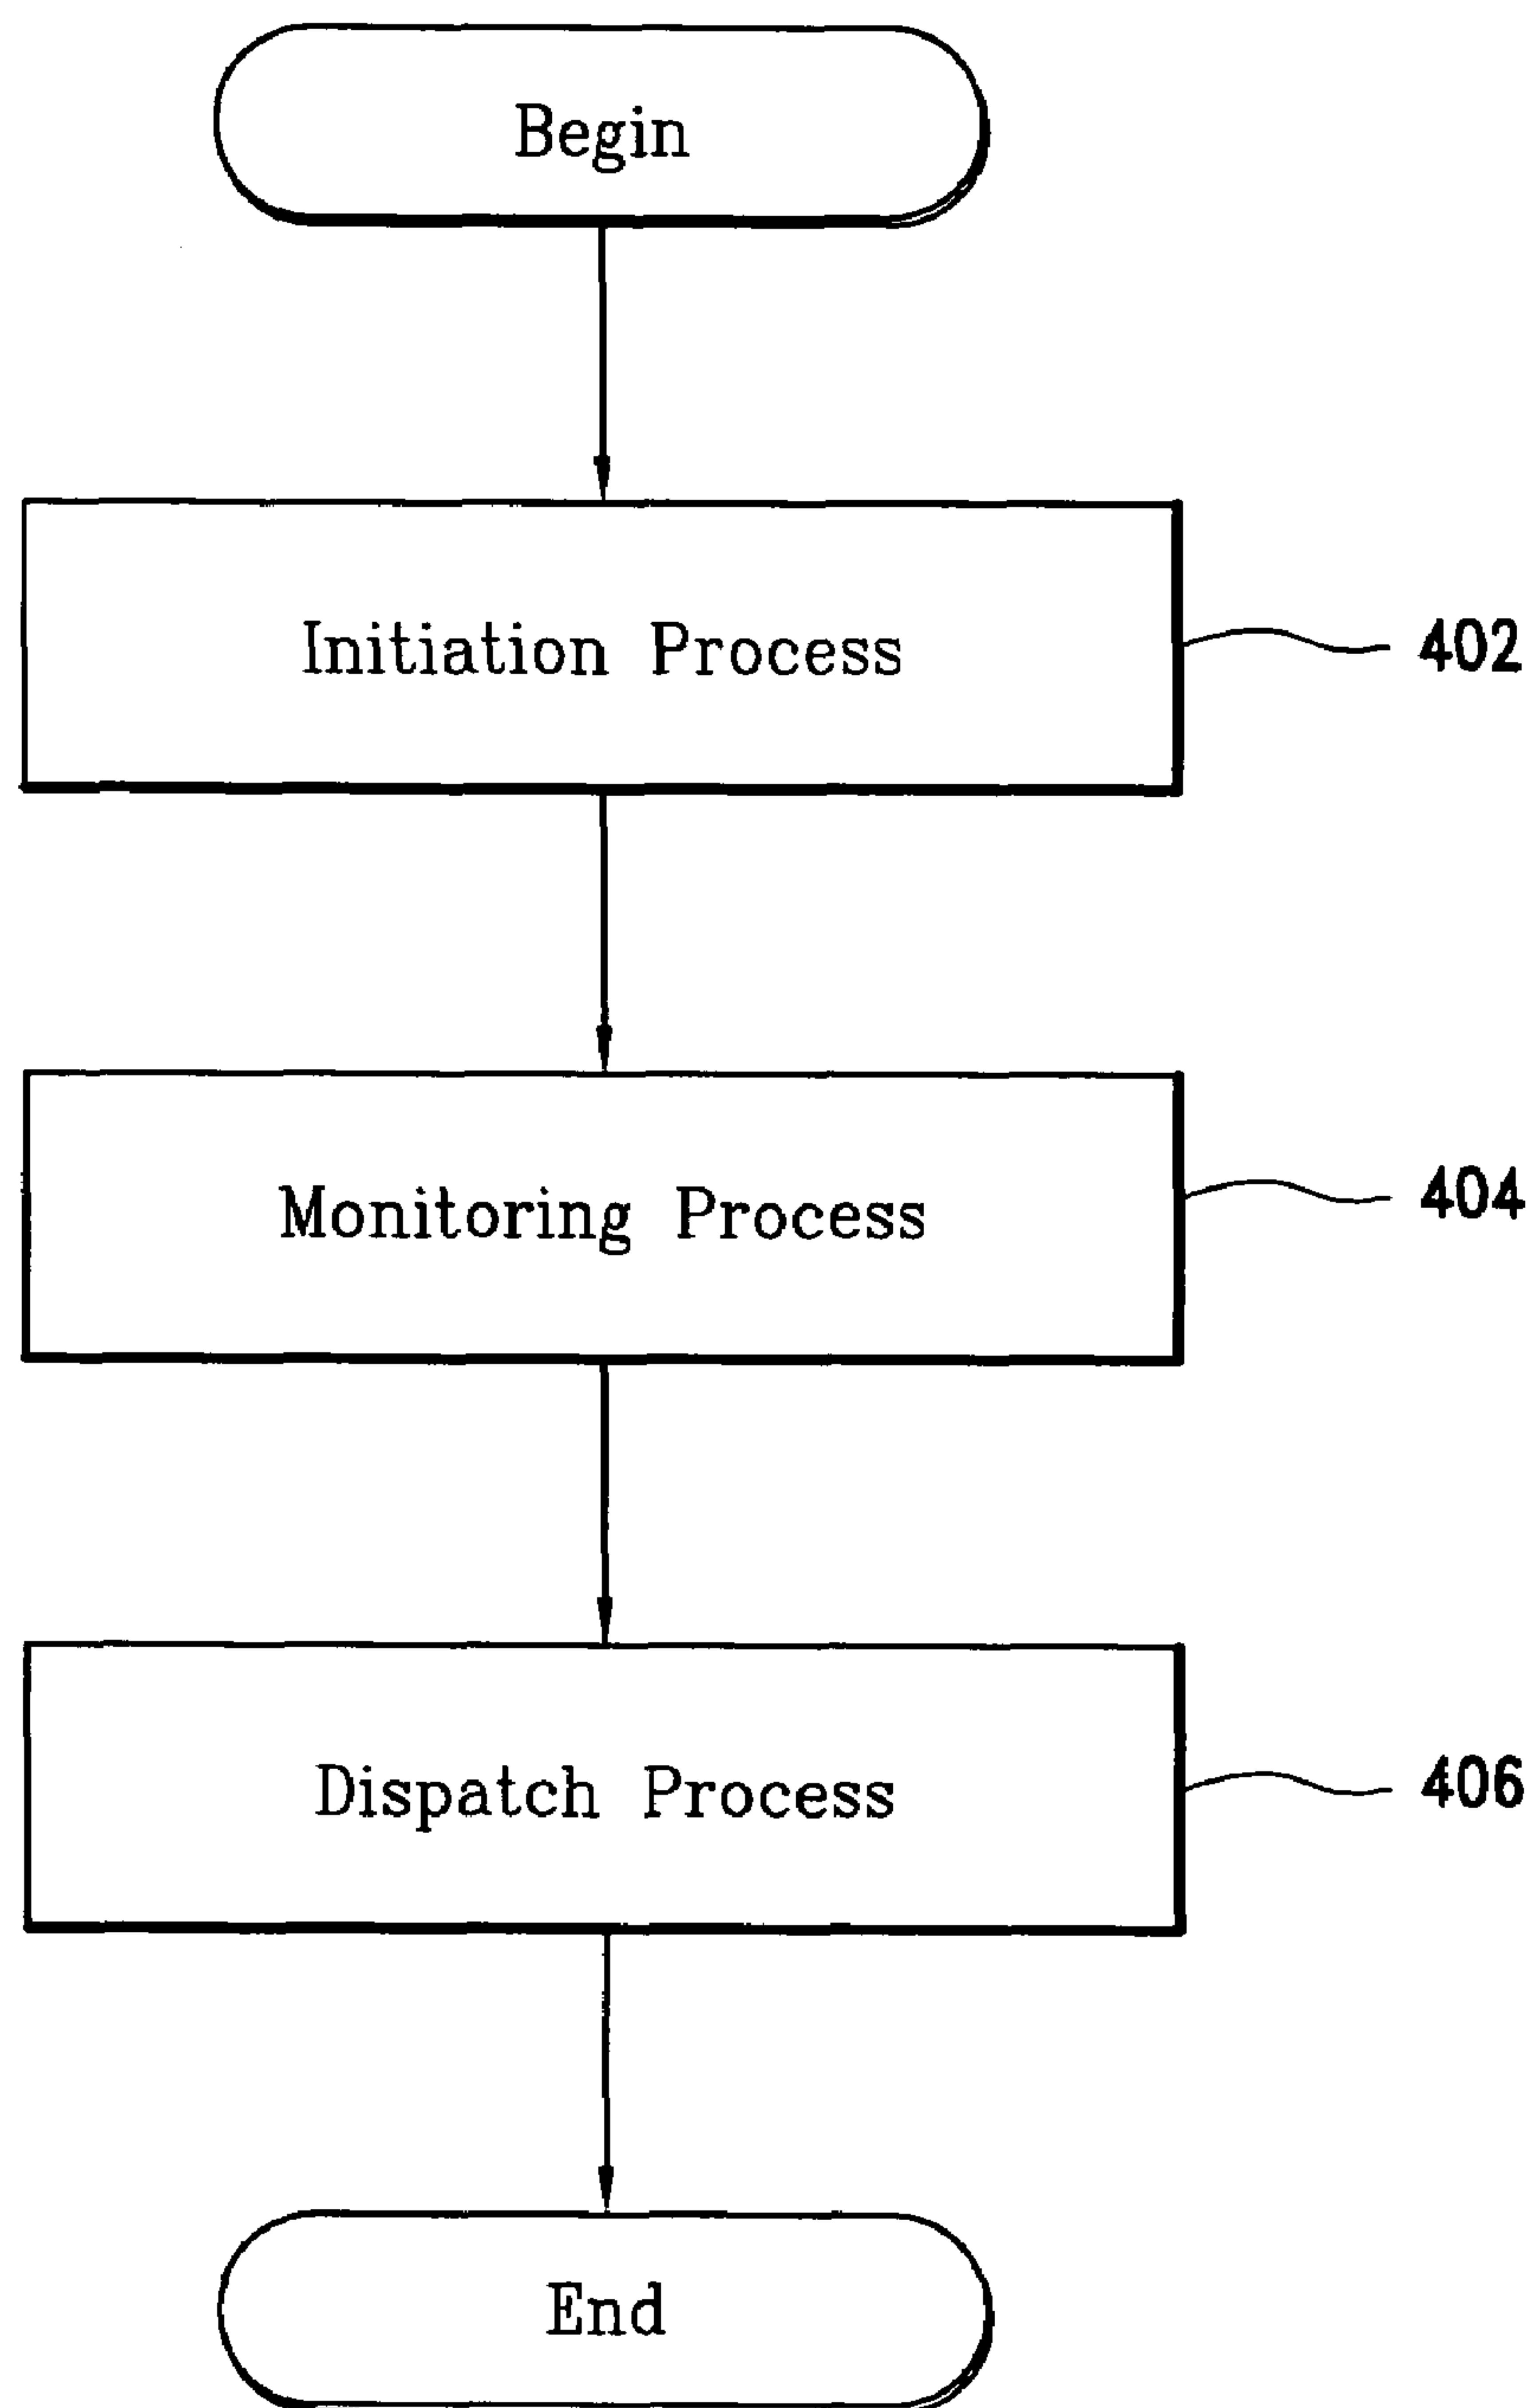 Begin
Initiation Process
402
Monitoring Process
404
Dispatch Process
406
End